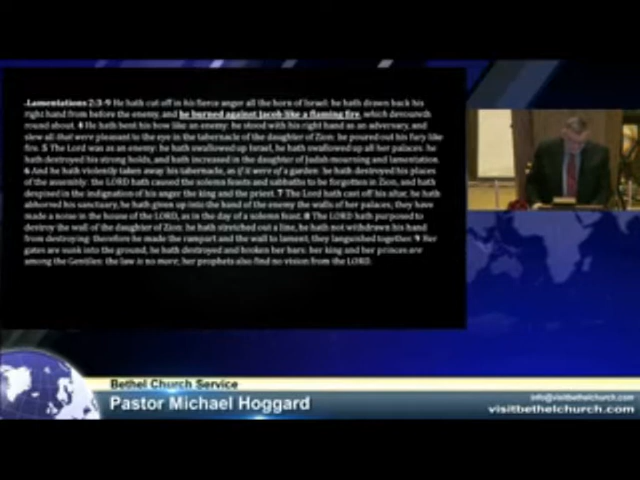 Lamentations 2:3-9 He hath cut off in his fierce anger all the horn of Israel: he hath drawn back his
right hand from before the enemy, and he burned against Jacob like a flaming fire, which devoureth
round about. 4 He hath bent his bow like an enemy: he stood with his right hand as an adversary, and
slew all that were pleasant to the eye in the tabernacle of the daughter of Zion: he poured out his fury like
fire. 5 The Lord was as an enemy: he hath swallowed up Israel, he hath swallowed up all her palaces: he
hath destroyed his strong holds, and hath increased in the daughter of Judah mourning and lamentation.
6 And he hath violently taken away his tabernacle, as if it were of a garden: he hath destroyed his places
of the assembly: the LORD hath caused the solemn feasts and sabbaths to be forgotten in Zion, and hath
despised in the indignation of his anger the king and the priest. 7 The Lord hath cast off his altar, he hath
abhorred his sanctuary, he hath given up into the hand of the enemy the walls of her palaces; they have
made a noise in the house of the LORD, as in the day of a solemn feast. 8 The LORD hath purposed to
destroy the wall of the daughter of Zion: he hath stretched out a line, he hath not withdrawn his hand
from destroying: therefore he made the rampart and the wall to lament; they languished together. 9 Her
gates are sunk into the ground; he hath destroyed and broken her bars: her king and her princes are
among the Gentiles: the law is no more; her prophets also find no vision from the LORD.
Bethel Church Service
Pastor Michael Hoggard
info@visitbethelchurch.com
visitbethelchurch.com